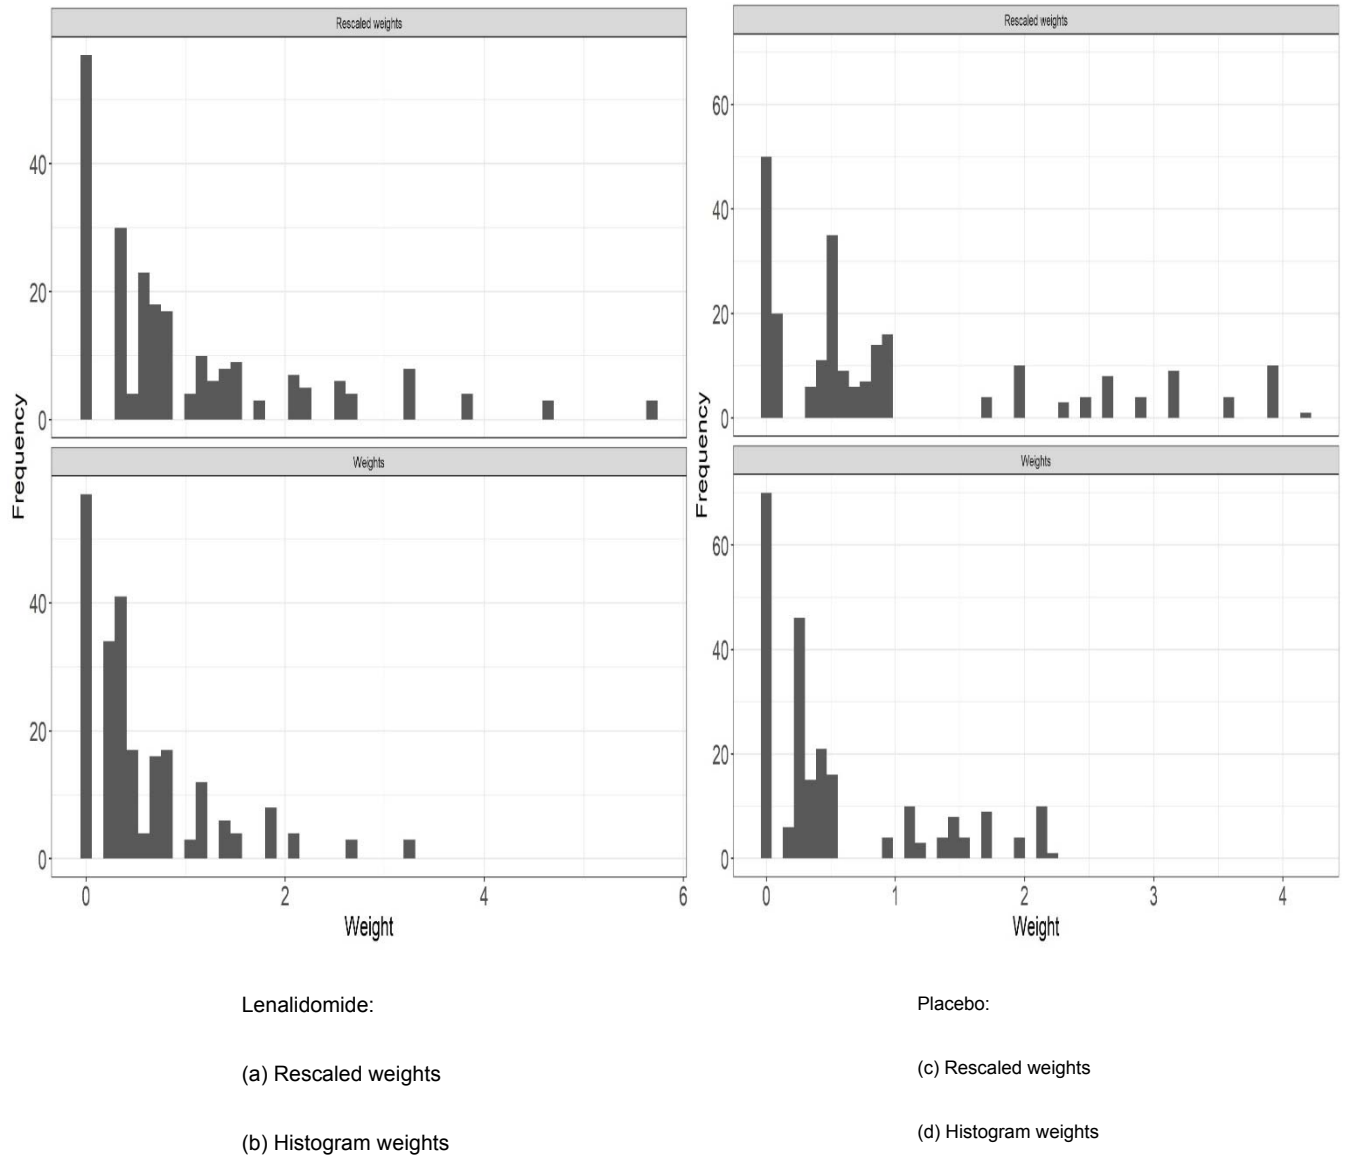 Rescaled weights
40
20
0
Weights
40
20
0
Frequency
0 2 4 6
Weight
Rescaled weights
60
40
20
0
Weights
60
40
20
0
Frequency
0 1 2 3 4
Weight
Lenalidomide:
(a) Rescaled weights
(b) Histogram weights
Placebo:
(c) Rescaled weights
(d) Histogram weights